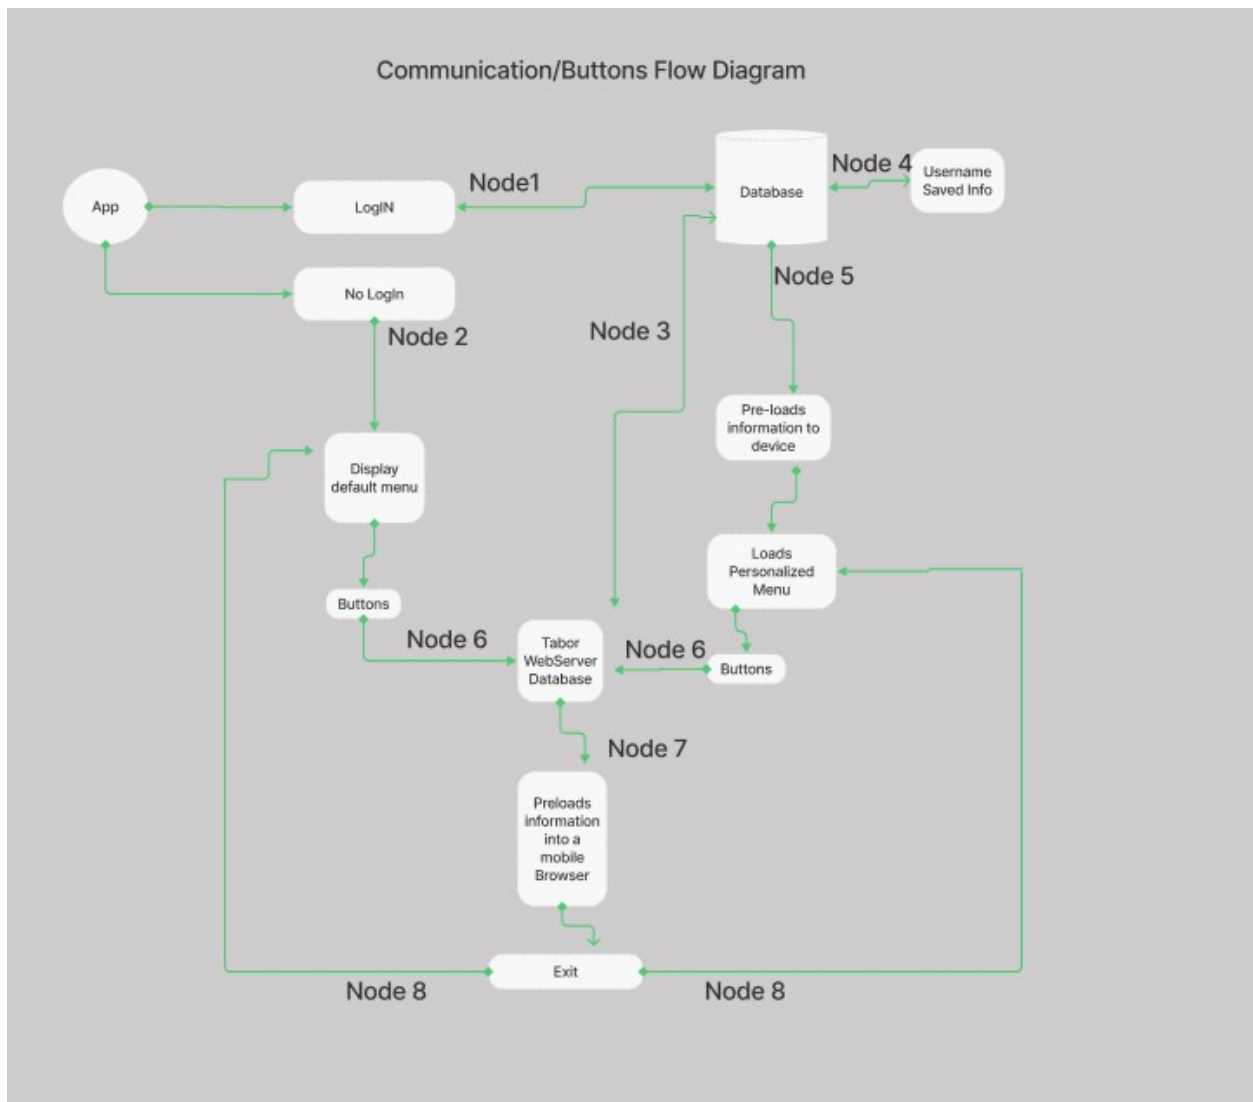 Communication/Buttons Flow Diagram
App
LogIN
Node1
Database
Node 4
Username
Saved Info
No LogIn
Node 2
Node 3
Node 5
Pre-loads
information to
device
Display
default menu
Loads
Personalized
Menu
Buttons
Node 6
Tabor
WebServer
Database
Node 6
Buttons
Node 7
Preloads
information
into a
mobile
Browser
Exit
Node 8
Node 8